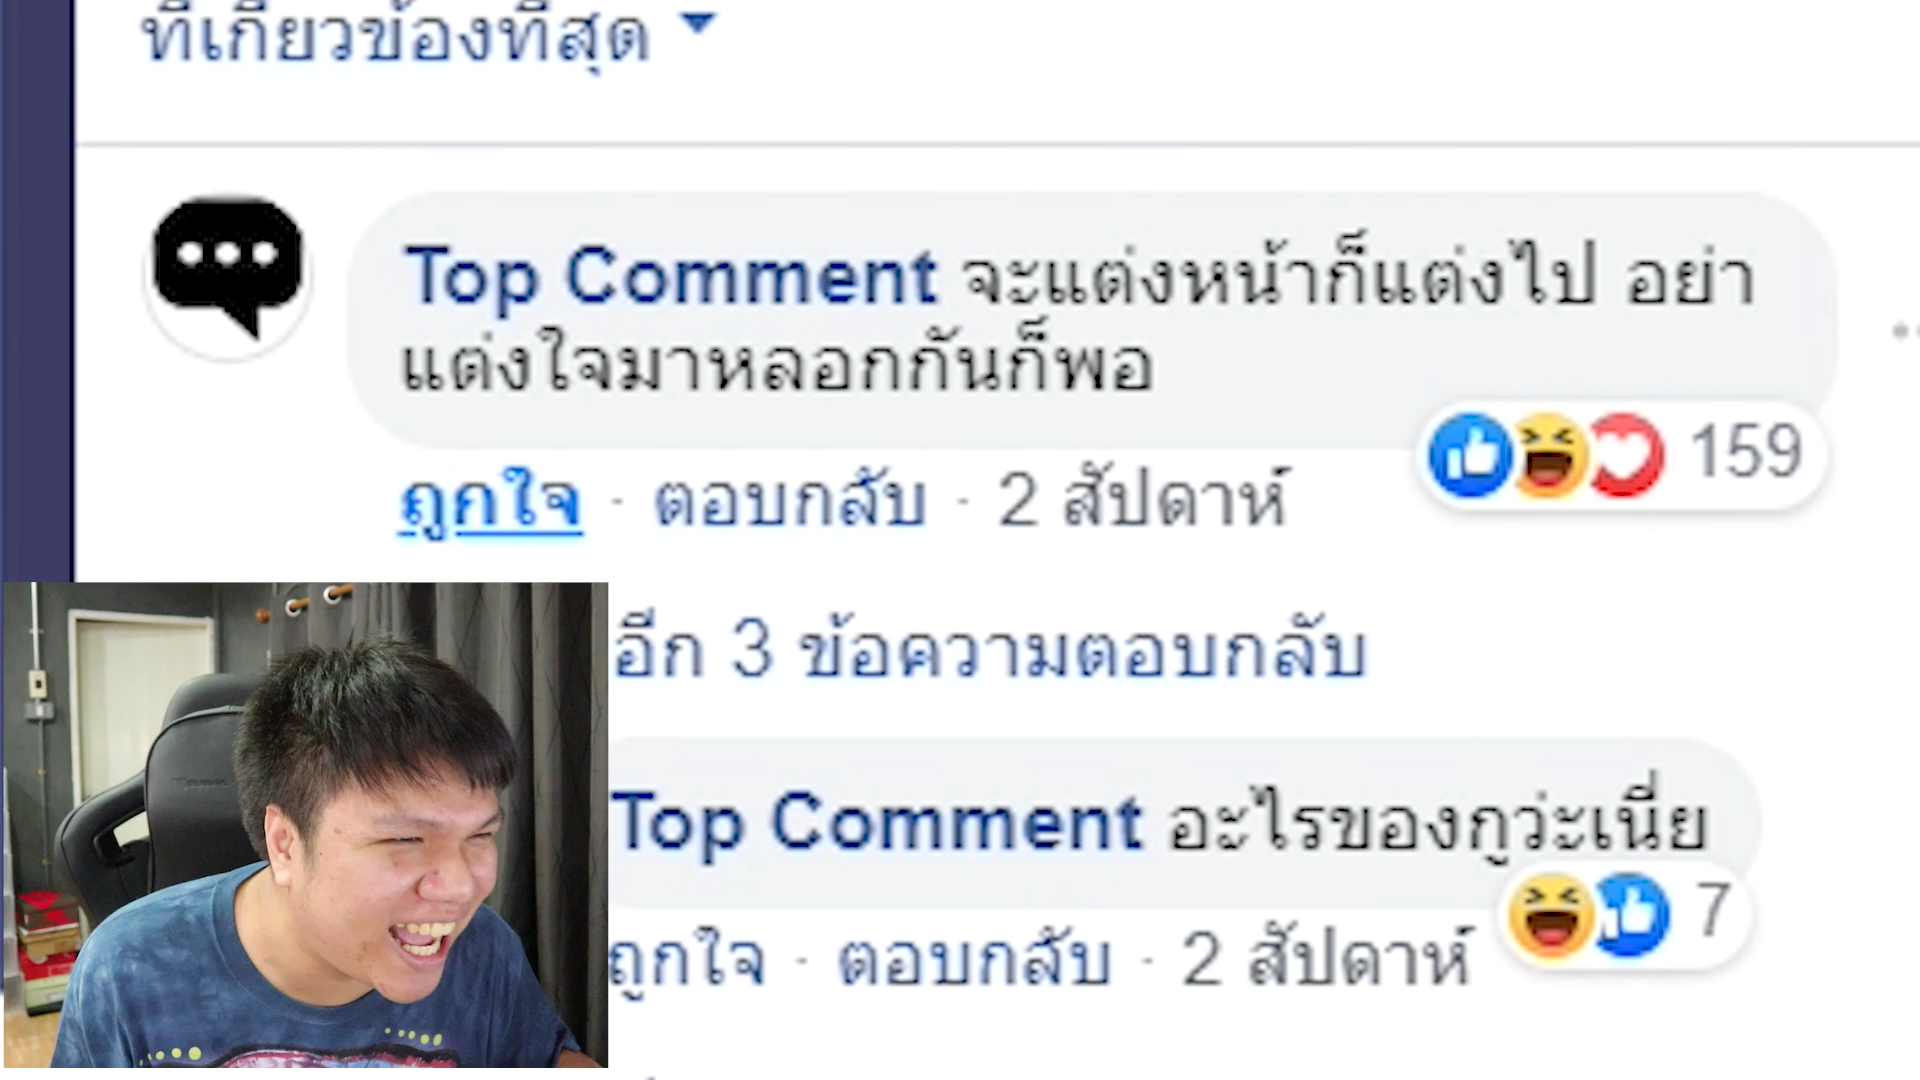 ที่เกี่ยวข้องที่สุด
Top Comment จะแต่งหน้าก็แต่งไป อย่า
แต่งใจมาหลอกกันก็พอ
159
ถูกใจ · ตอบกลับ · 2 สัปดาห์
อีก 3 ข้อความตอบกลับ
Top Comment อะไรของกูว่ะเนี่ย
7
ถูกใจ · ตอบกลับ · 2 สัปดาห์